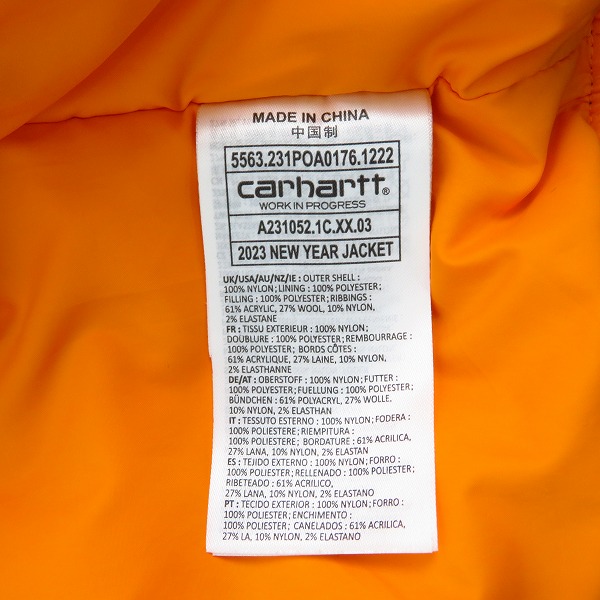 MADE IN CHINA
中国制
5563.231POA0176.1222
carhartt®
WORK IN PROGRESS
A231052.1C.XX.03
2023 NEW YEAR JACKET
UK/USA/AU/NZ/IE : OUTER SHELL :
100% NYLON; LINING : 100% POLYESTER;
FILLING : 100% POLYESTER; RIBBINGS :
61% ACRYLIC, 27% WOOL, 10% NYLON,
2% ELASTANE
FR : TISSU EXTERIEUR : 100% NYLON;
DOUBLURE : 100% POLYESTER; REMBOURRAGE :
100% POLYESTER; BORDS CÔTES :
61% ACRYLIQUE, 27% LAINE, 10% NYLON,
2% ELASTHANNE
DE/AT : OBERSTOFF : 100% NYLON; FUTTER :
100% POLYESTER; FUELLUNG : 100% POLYESTER;
BÜNDCHEN : 61% POLYACRYL, 27% WOLLE.
10% NYLON, 2% ELASTHAN
IT : TESSUTO ESTERNO : 100% NYLON; FODERA :
100% POLIESTERE; RIEMPITURA :
100% POLIESTERE; BORDATURE : 61% ACRILICA,
27% LANA, 10% NYLON, 2% ELASTAN
ES : TEJIDO EXTERNO : 100% NYLON; FORRO :
100% POLIESTER; RELLENADO : 100% POLIESTER;
RIBETEADO : 61% ACRILICO,
27% LANA, 10% NYLON, 2% ELASTANO
PT : TECIDO EXTERIOR : 100% NYLON; FORRO :
100% POLIESTER; ENCHIMENTO :
100% POLIESTER; CANELADOS : 61% ACRILICO,
27% LA, 10% NYLON, 2% ELASTANO